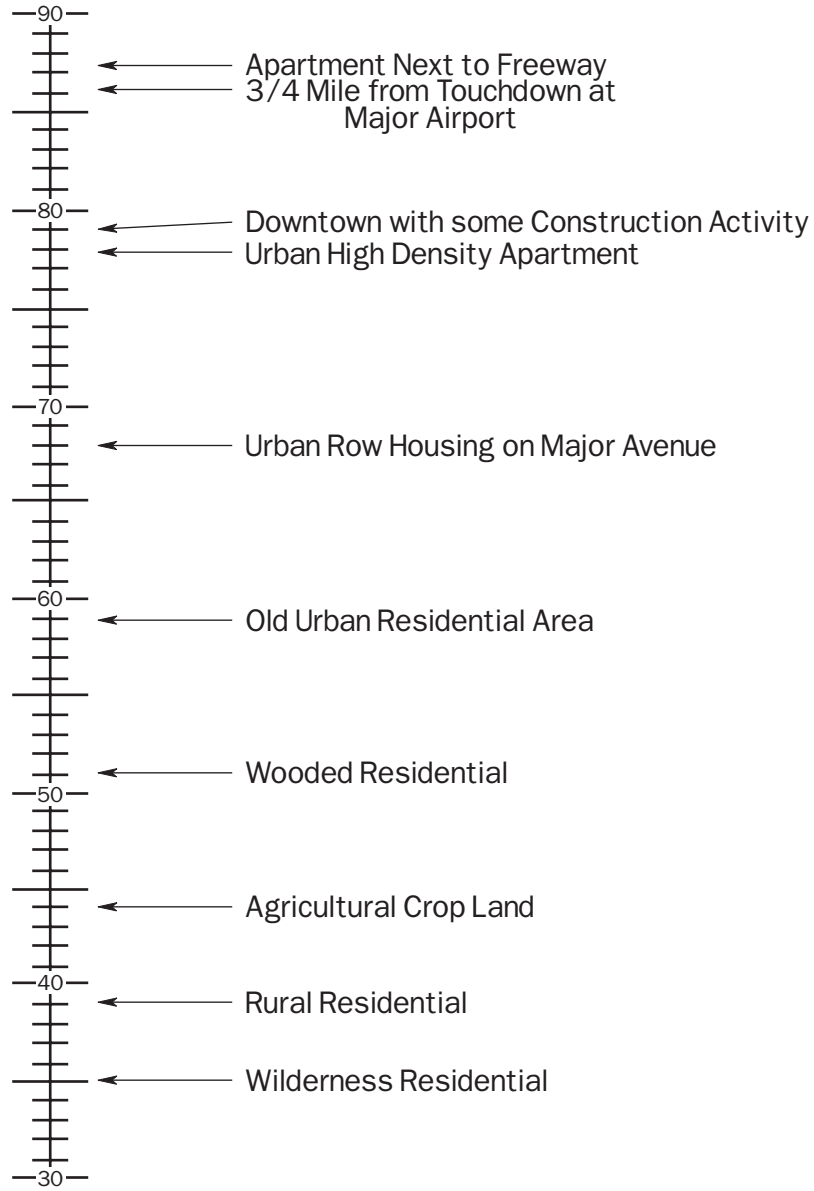 90
Apartment Next to Freeway
3/4 Mile from Touchdown at
Major Airport
80
Downtown with some Construction Activity
Urban High Density Apartment
70
Urban Row Housing on Major Avenue
60
Old Urban Residential Area
Wooded Residential
50
Agricultural Crop Land
40
Rural Residential
Wilderness Residential
30